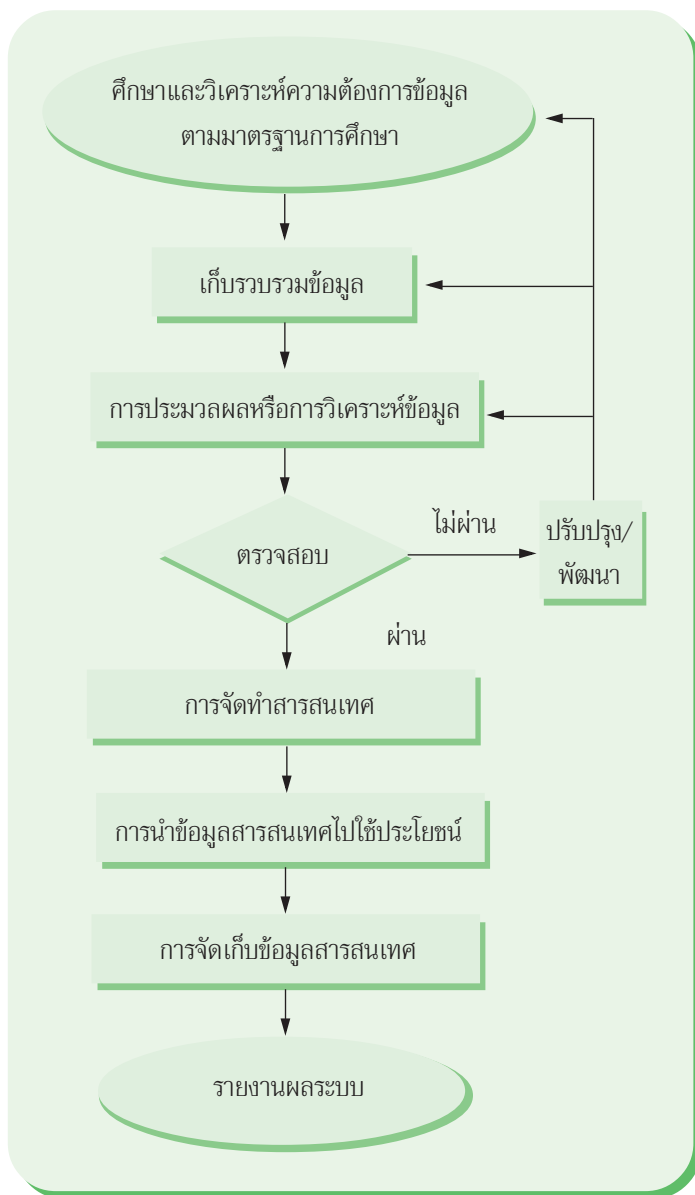 ศึกษาและวิเคราะห์ความต้องการข้อมูล
ตามมาตรฐานการศึกษา
เก็บรวบรวมข้อมูล
การประมวลผลหรือการวิเคราะห์ข้อมูล
ตรวจสอบ
ไม่ผ่าน
ปรับปรุง/
พัฒนา
ผ่าน
การจัดทำสารสนเทศ
การนำข้อมูลสารสนเทศไปใช้ประโยชน์
การจัดเก็บข้อมูลสารสนเทศ
รายงานผลระบบ